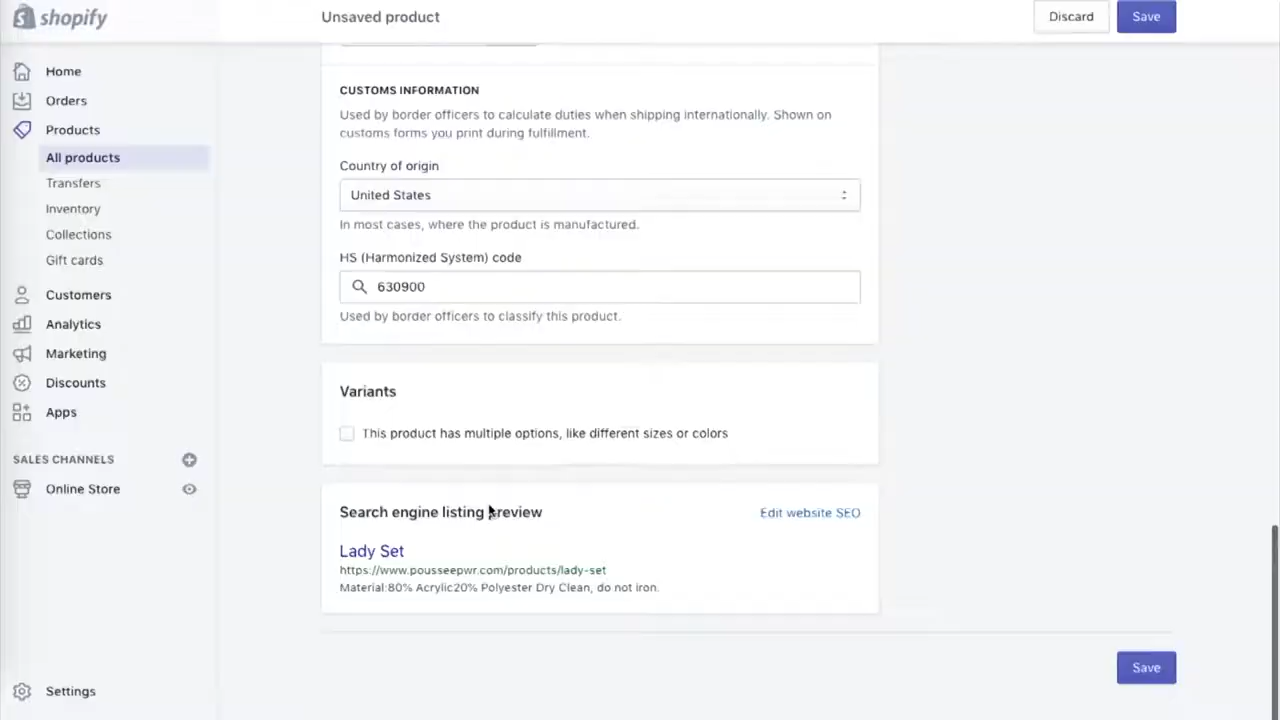 shopify
Unsaved product
Discard
Save
Home
Orders
Products
All products
Transfers
Inventory
Collections
Gift cards
Customers
Analytics
Marketing
Discounts
Apps
SALES CHANNELS
Online Store
Settings
CUSTOMS INFORMATION
Used by border officers to calculate duties when shipping internationally. Shown on
customs forms you print during fulfillment.
Country of origin
United States
In most cases, where the product is manufactured.
HS (Harmonized System) code
630900
Used by border officers to classify this product.
Variants
This product has multiple options, like different sizes or colors
Search engine listing preview
Edit website SEO
Lady Set
https://www.pousseepwr.com/products/lady-set
Material:80% Acrylic20% Polyester Dry Clean, do not iron.
Save